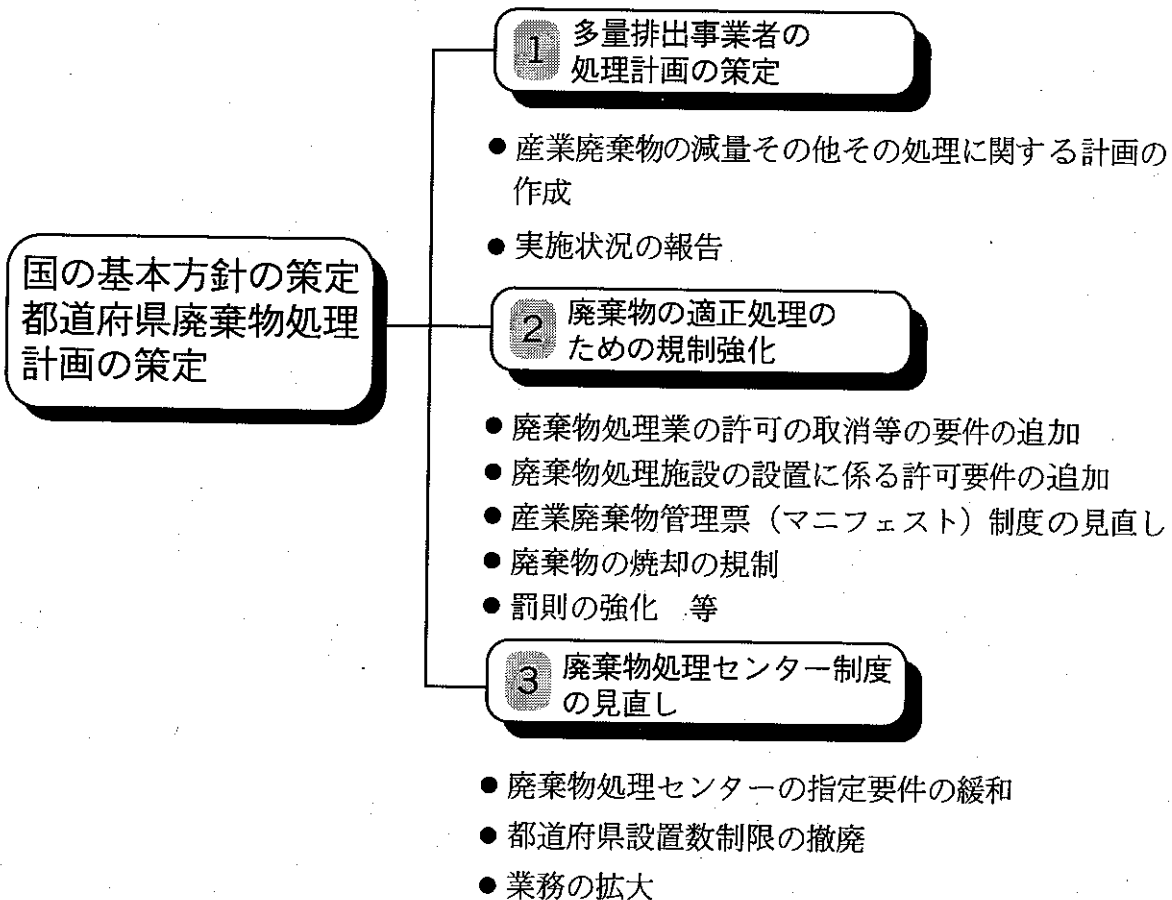 国の基本方針の策定
都道府県廃棄物処理
計画の策定
1 多量排出事業者の
処理計画の策定
● 産業廃棄物の減量その他その処理に関する計画の
作成
● 実施状況の報告
2 廃棄物の適正処理の
ための規制強化
● 廃棄物処理業の許可の取消等の要件の追加
● 廃棄物処理施設の設置に係る許可要件の追加
● 産業廃棄物管理票（マニフェスト）制度の見直し
● 廃棄物の焼却の規制
● 罰則の強化　等
3 廃棄物処理センター制度
の見直し
● 廃棄物処理センターの指定要件の緩和
● 都道府県設置数制限の撤廃
● 業務の拡大